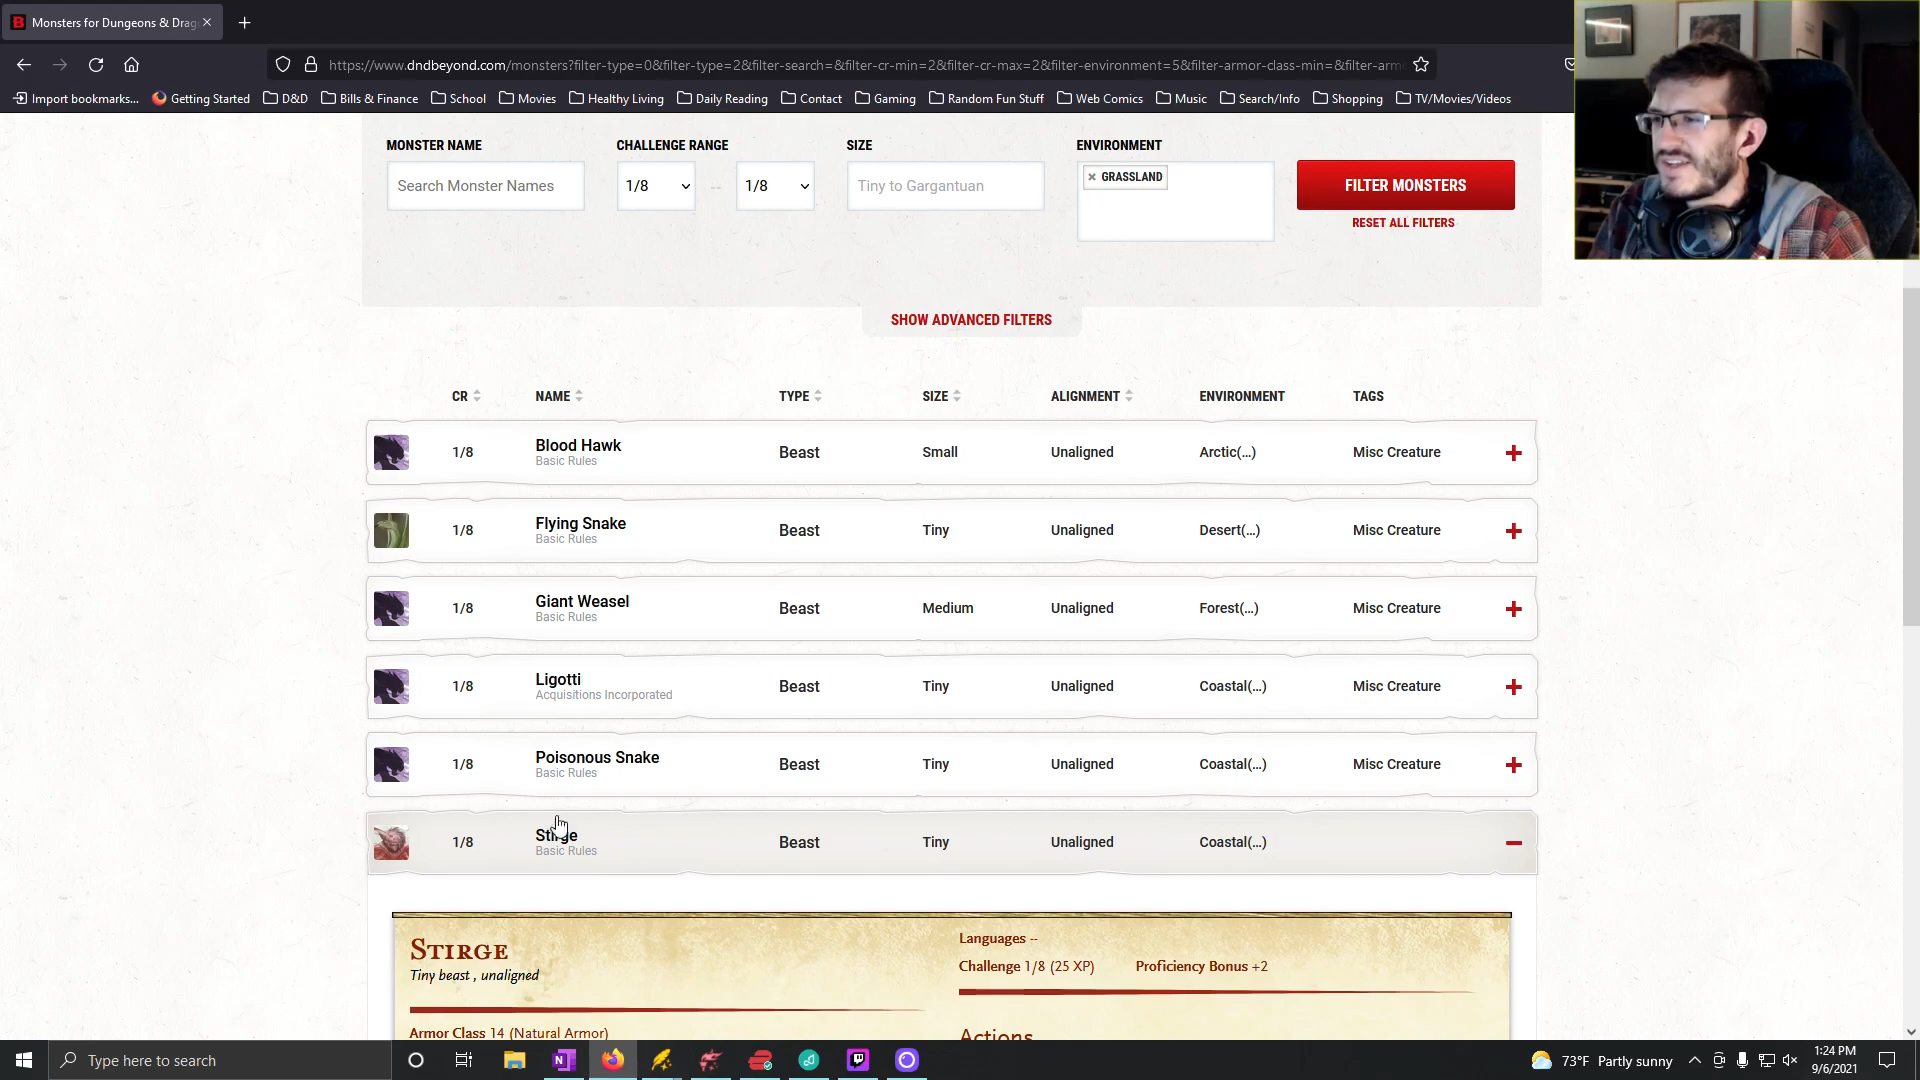 Monsters for Dungeons & Drag
https://www.dndbeyond.com/monsters?filter-type=0&filter-type=2&filter-search=&filter-cr-min=2&filter-cr-max=2&filter-environment=5&filter-armor-class-min=&filter-arm
Import bookmarks... Getting Started D&D Bills & Finance School Movies Healthy Living Daily Reading Contact Gaming Random Fun Stuff Web Comics Music Search/Info Shopping TV/Movies/Videos
MONSTER NAME CHALLENGE RANGE SIZE ENVIRONMENT
Search Monster Names 1/8 -- 1/8 Tiny to Gargantuan × GRASSLAND FILTER MONSTERS
RESET ALL FILTERS
SHOW ADVANCED FILTERS
CR NAME TYPE SIZE ALIGNMENT ENVIRONMENT TAGS
1/8 Blood Hawk Beast Small Unaligned Arctic(...) Misc Creature
Basic Rules
1/8 Flying Snake Beast Tiny Unaligned Desert(...) Misc Creature
Basic Rules
1/8 Giant Weasel Beast Medium Unaligned Forest(...) Misc Creature
Basic Rules
1/8 Ligotti Beast Tiny Unaligned Coastal(...) Misc Creature
Acquisitions Incorporated
1/8 Poisonous Snake Beast Tiny Unaligned Coastal(...) Misc Creature
Basic Rules
1/8 Stirge Beast Tiny Unaligned Coastal(...)
Basic Rules
STIRGE
Tiny beast , unaligned
Armor Class 14 (Natural Armor)
Languages --
Challenge 1/8 (25 XP) Proficiency Bonus +2
Actions
Type here to search
73°F Partly sunny
1:24 PM
9/6/2021